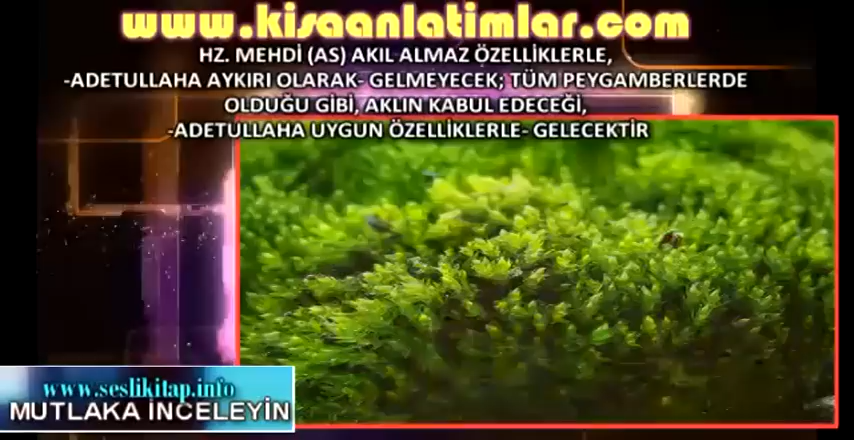 www.kisaanlatimlar.com
HZ. MEHDİ (AS) AKIL ALMAZ ÖZELLİKLERLE,
-ADETULLAHA AYKIRI OLARAK- GELMEYECEK; TÜM PEYGAMBERLERDE
OLDUĞU GİBİ, AKLIN KABUL EDECEĞİ,
-ADETULLAHA UYGUN ÖZELLİKLERLE- GELECEKTİR
www.seslikitap.info
MUTLAKA İNCELEYİN